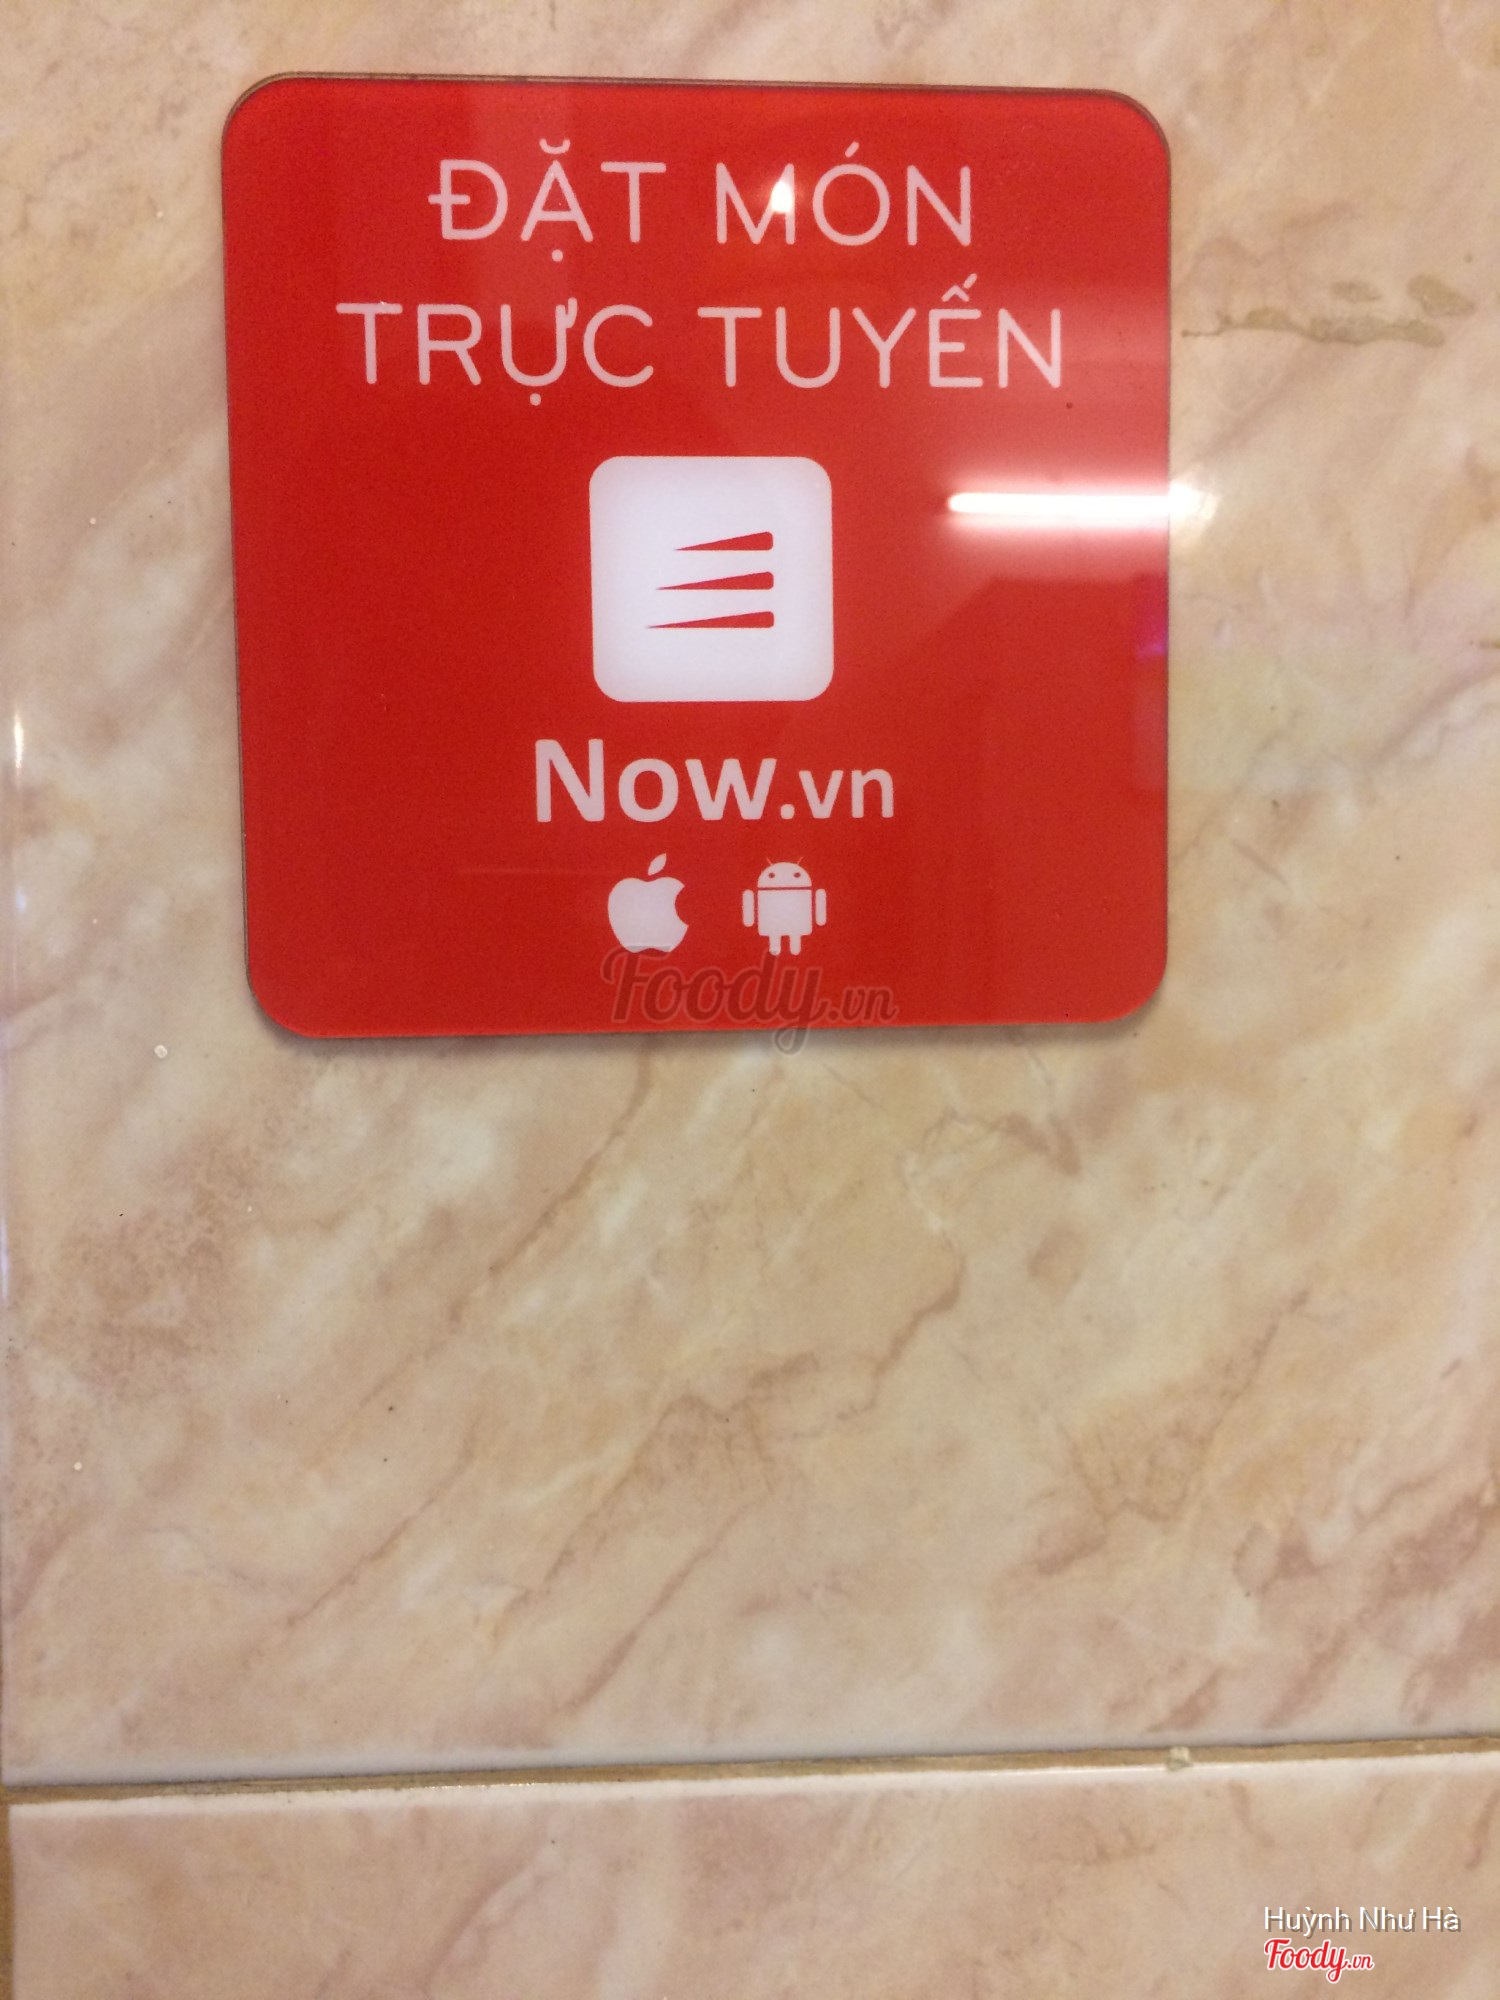 ĐẶT MÓN
TRỰC TUYẾN
Now.vn
Foody.vn
Huỳnh Như Hà
Foody.vn